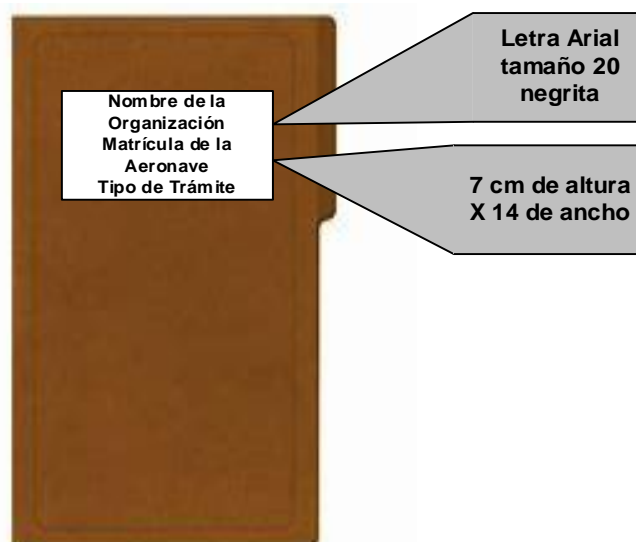 Nombre de la
Organización
Matrícula de la
Aeronave
Tipo de Trámite
Letra Arial
tamaño 20
negrita
7 cm de altura
X 14 de ancho